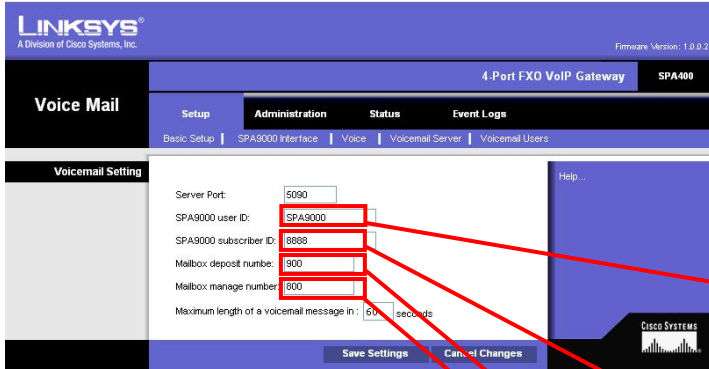 LINKSYS®
A Division of Cisco Systems, Inc.
Firmware Version: 1.0.0.2
4-Port FXO VoIP Gateway SPA400
Voice Mail
Setup Administration Status Event Logs
Basic Setup | SPA9000 Interface | Voice | Voicemail Server | Voicemail Users
Voicemail Setting
Help...
Server Port: 5090
SPA9000 user ID: SPA9000
SPA9000 subscriber ID: 8888
Mailbox deposit numbe: 900
Mailbox manage number: 800
Maximum length of a voicemail message in : 60 seconds
CISCO SYSTEMS
Save Settings Cancel Changes